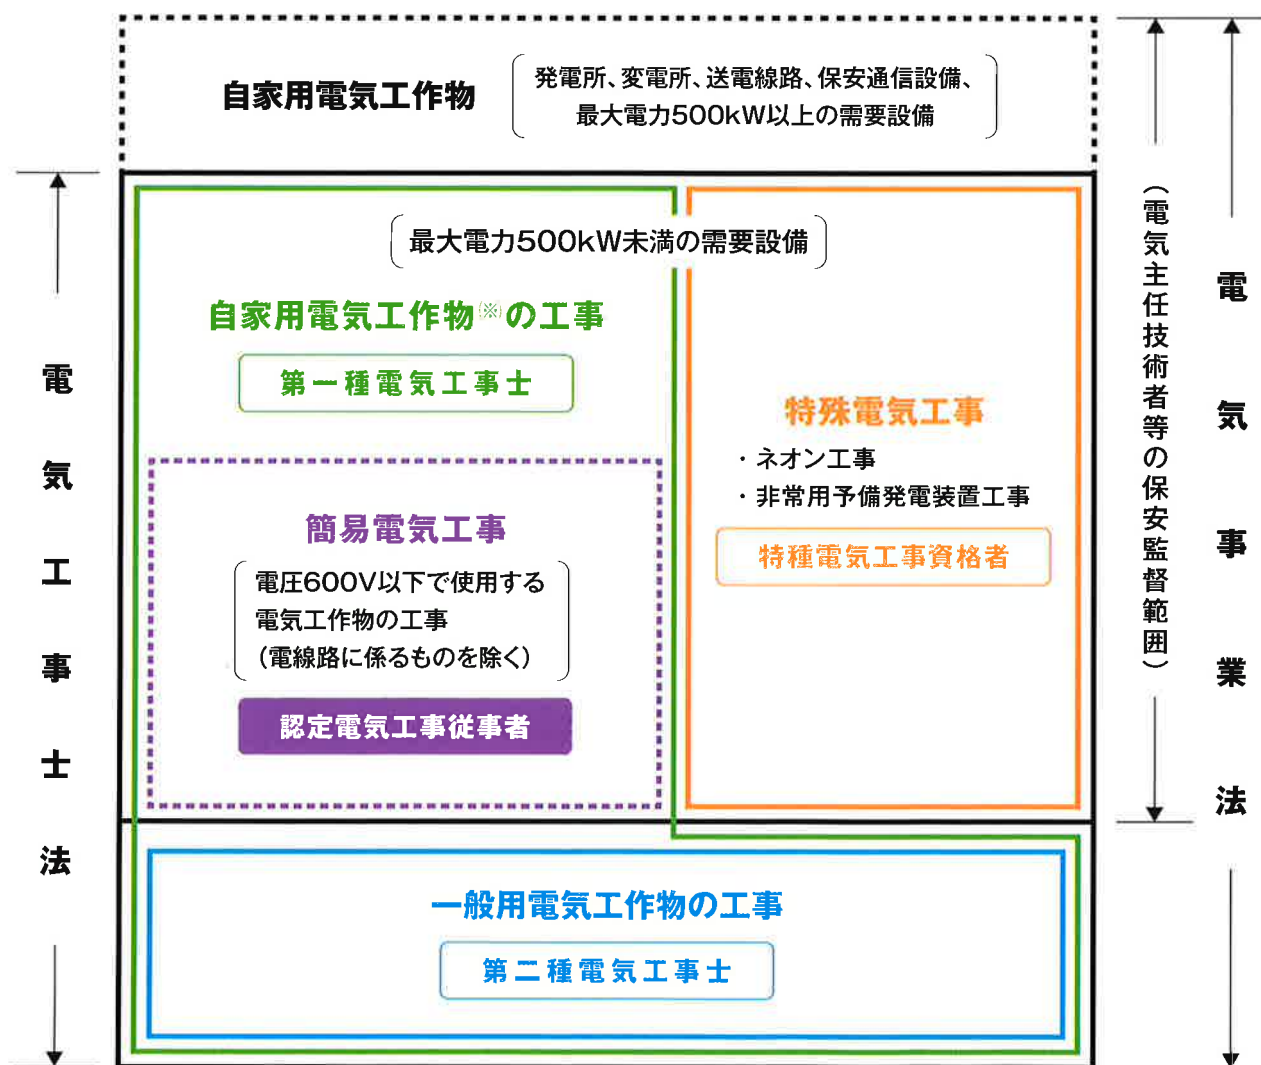 自家用電気工作物
発電所、変電所、送電線路、保安通信設備、
最大電力500kW以上の需要設備
最大電力500kW未満の需要設備
自家用電気工作物※の工事
第一種電気工事士
簡易電気工事
電圧600V以下で使用する
電気工作物の工事
（電線路に係るものを除く）
認定電気工事従事者
特殊電気工事
・ネオン工事
・非常用予備発電装置工事
特種電気工事資格者
一般用電気工作物の工事
第二種電気工事士
電気工事士法
（電気主任技術者等の保安監督範囲）
電気事業法